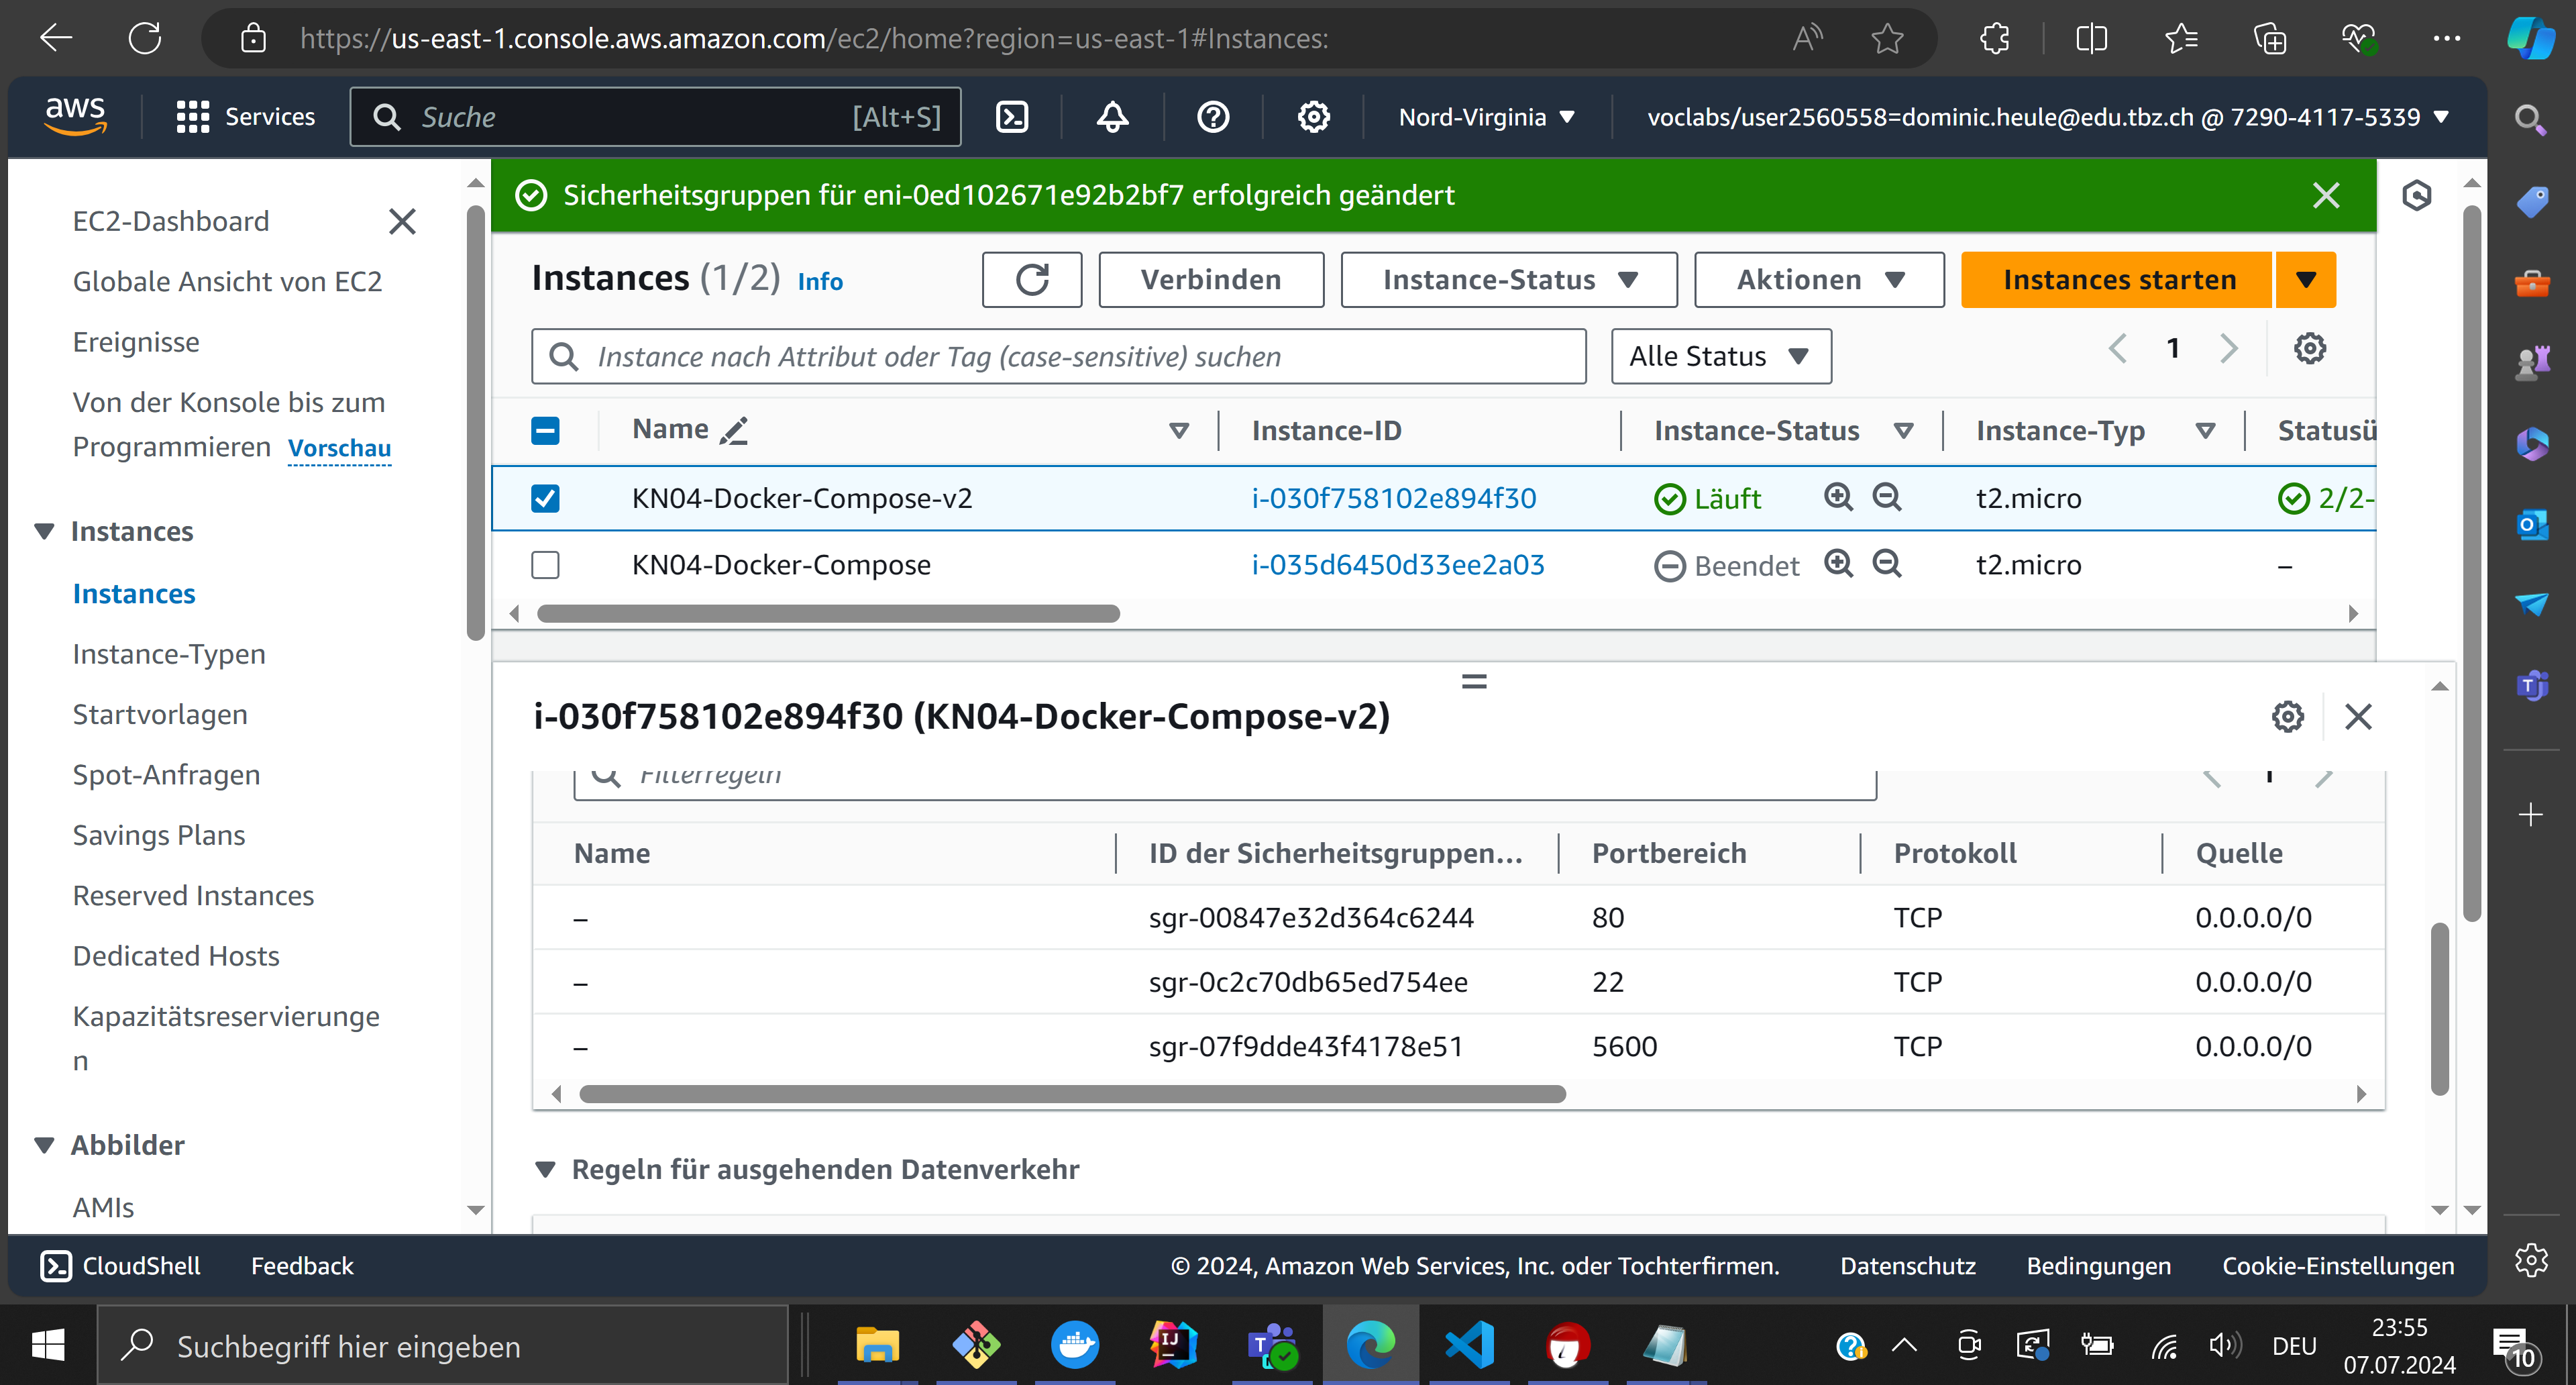 https://us-east-1.console.aws.amazon.com/ec2/home?region=us-east-1#Instances:
aws
Services
Suche
[Alt+S]
Nord-Virginia
voclabs/user2560558=dominic.heule@edu.tbz.ch @ 7290-4117-5339
EC2-Dashboard
Globale Ansicht von EC2
Ereignisse
Von der Konsole bis zum
Programmieren Vorschau
Instances
Instances
Instance-Typen
Startvorlagen
Spot-Anfragen
Savings Plans
Reserved Instances
Dedicated Hosts
Kapazitätsreservierunge
n
Abbilder
AMIs
Sicherheitsgruppen für eni-0ed102671e92b2bf7 erfolgreich geändert
Instances (1/2) Info
Verbinden
Instance-Status
Aktionen
Instances starten
Instance nach Attribut oder Tag (case-sensitive) suchen
Alle Status
1
Name Instance-ID Instance-Status Instance-Typ Statusü
KN04-Docker-Compose-v2 i-030f758102e894f30 Läuft t2.micro 2/2-
KN04-Docker-Compose i-035d6450d33ee2a03 Beendet t2.micro –
i-030f758102e894f30 (KN04-Docker-Compose-v2)
Filterregeln
1
Name ID der Sicherheitsgruppen... Portbereich Protokoll Quelle
– sgr-00847e32d364c6244 80 TCP 0.0.0.0/0
– sgr-0c2c70db65ed754ee 22 TCP 0.0.0.0/0
– sgr-07f9dde43f4178e51 5600 TCP 0.0.0.0/0
Regeln für ausgehenden Datenverkehr
CloudShell Feedback
© 2024, Amazon Web Services, Inc. oder Tochterfirmen.
Datenschutz Bedingungen Cookie-Einstellungen
Suchbegriff hier eingeben
DEU
23:55
07.07.2024
10